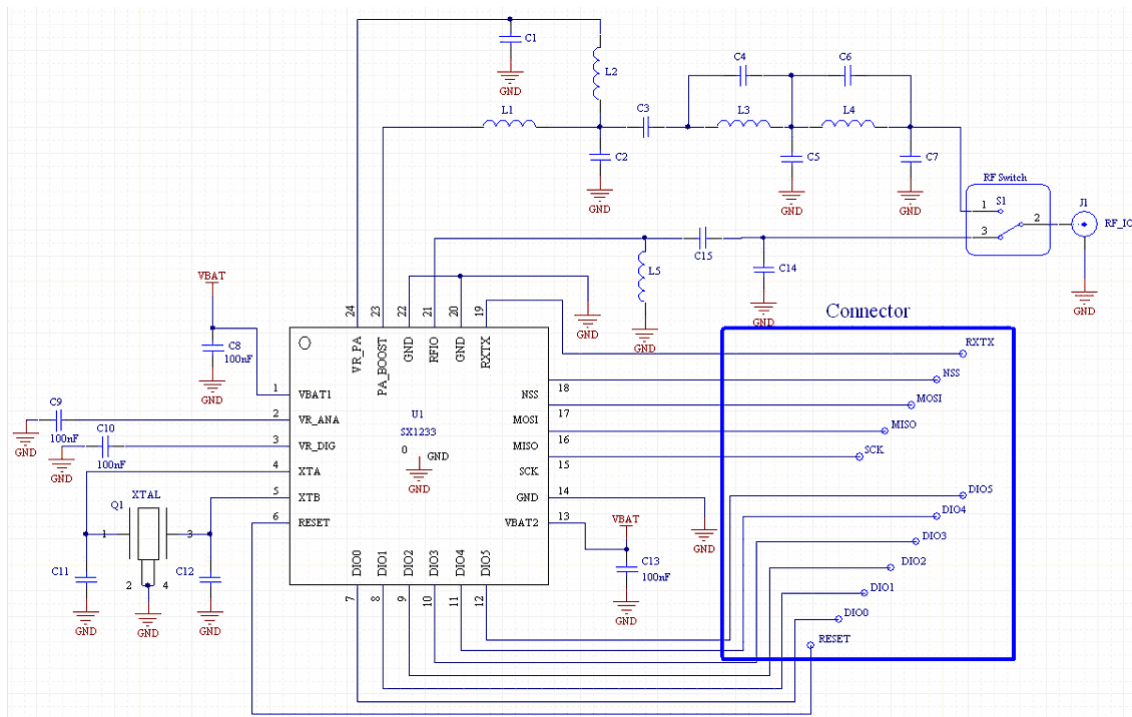 C1
GND
L2
L1
C3
C2
GND
C4
C6
L3
L4
C5
GND
C7
GND
RF Switch
S1
1
3
2
J1
RF_IO
GND
L5
GND
C15
C14
GND
VBAT
C8
100nF
GND
C9
100nF
GND
C10
100nF
GND
24
23
22
21
20
19
VR_PA
PA_BOOST
GND
RFIO
GND
RXTX
GND
1
2
3
4
5
6
VBAT1
VR_ANA
VR_DIG
XTA
XTB
RESET
U1
SX1233
0
GND
GND
NSS
MOSI
MISO
SCK
GND
VBAT2
18
17
16
15
14
13
GND
VBAT
C13
100nF
GND
DIO0
DIO1
DIO2
DIO3
DIO4
DIO5
7
8
9
10
11
12
XTAL
Q1
1
3
2
4
C11
GND
GND
C12
GND
Connector
RXTX
NSS
MOSI
MISO
SCK
DIO5
DIO4
DIO3
DIO2
DIO1
DIO0
RESET